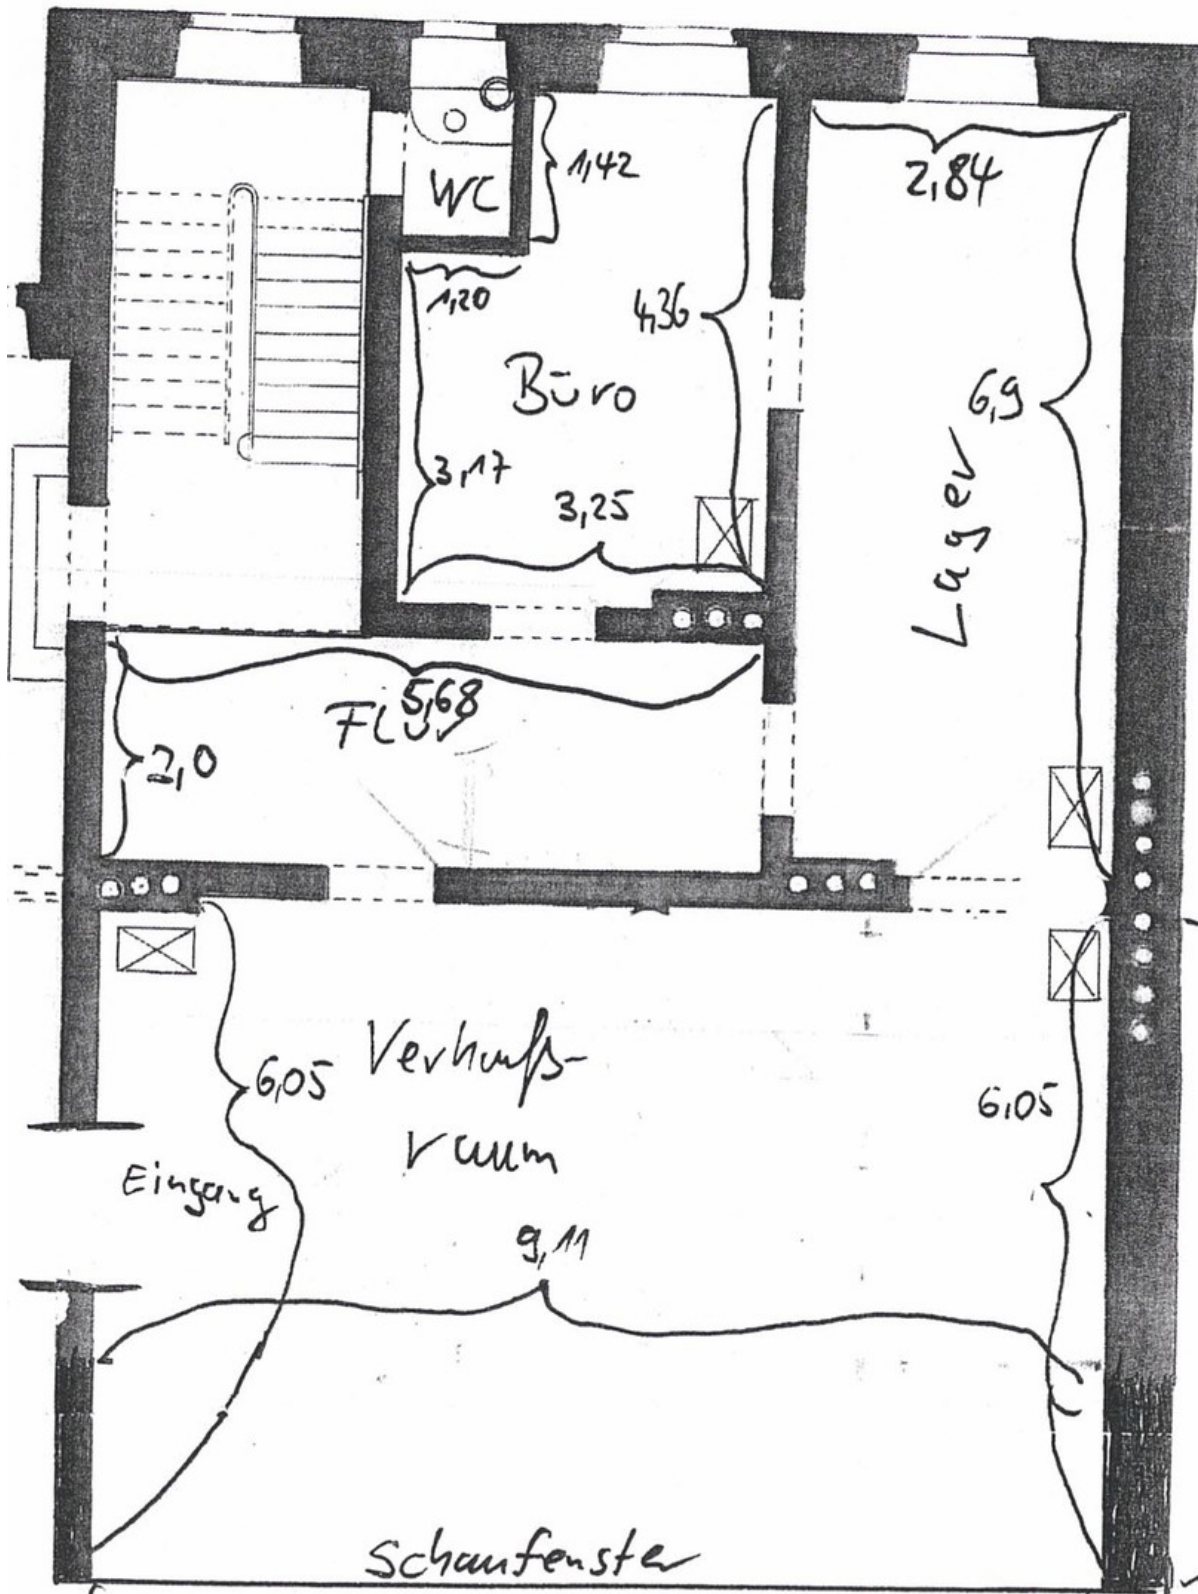 WC
1,42
2,84
1,20
4,36
Büro
6,9
3,17
3,25
Lager
5,68
Flur
2,0
Verkaufs-
raum
6,05
6,05
Eingang
9,11
Schaufenster